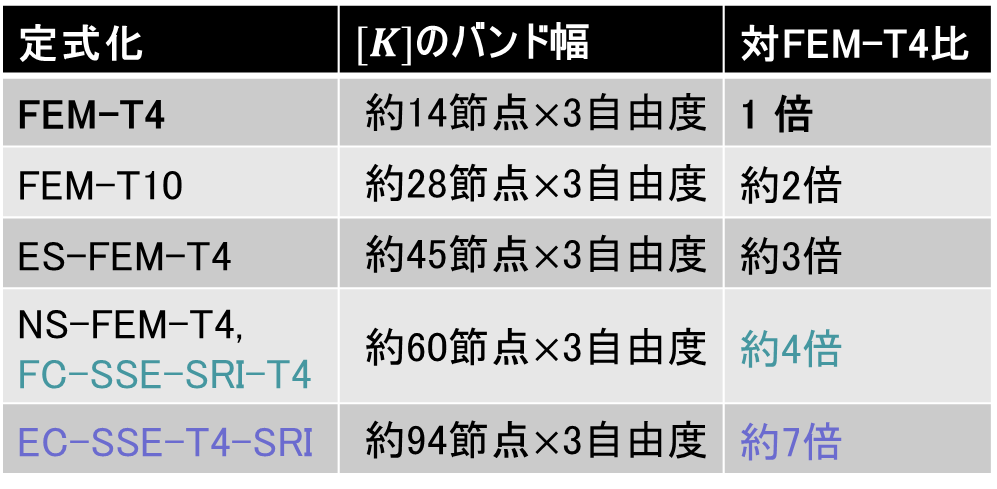 定式化 [K]のバンド幅 対FEM-T4比
FEM-T4 約14節点×3自由度 1 倍
FEM-T10 約28節点×3自由度 約2倍
ES-FEM-T4 約45節点×3自由度 約3倍
NS-FEM-T4,
FC-SSE-SRI-T4 約60節点×3自由度 約4倍
EC-SSE-T4-SRI 約94節点×3自由度 約7倍